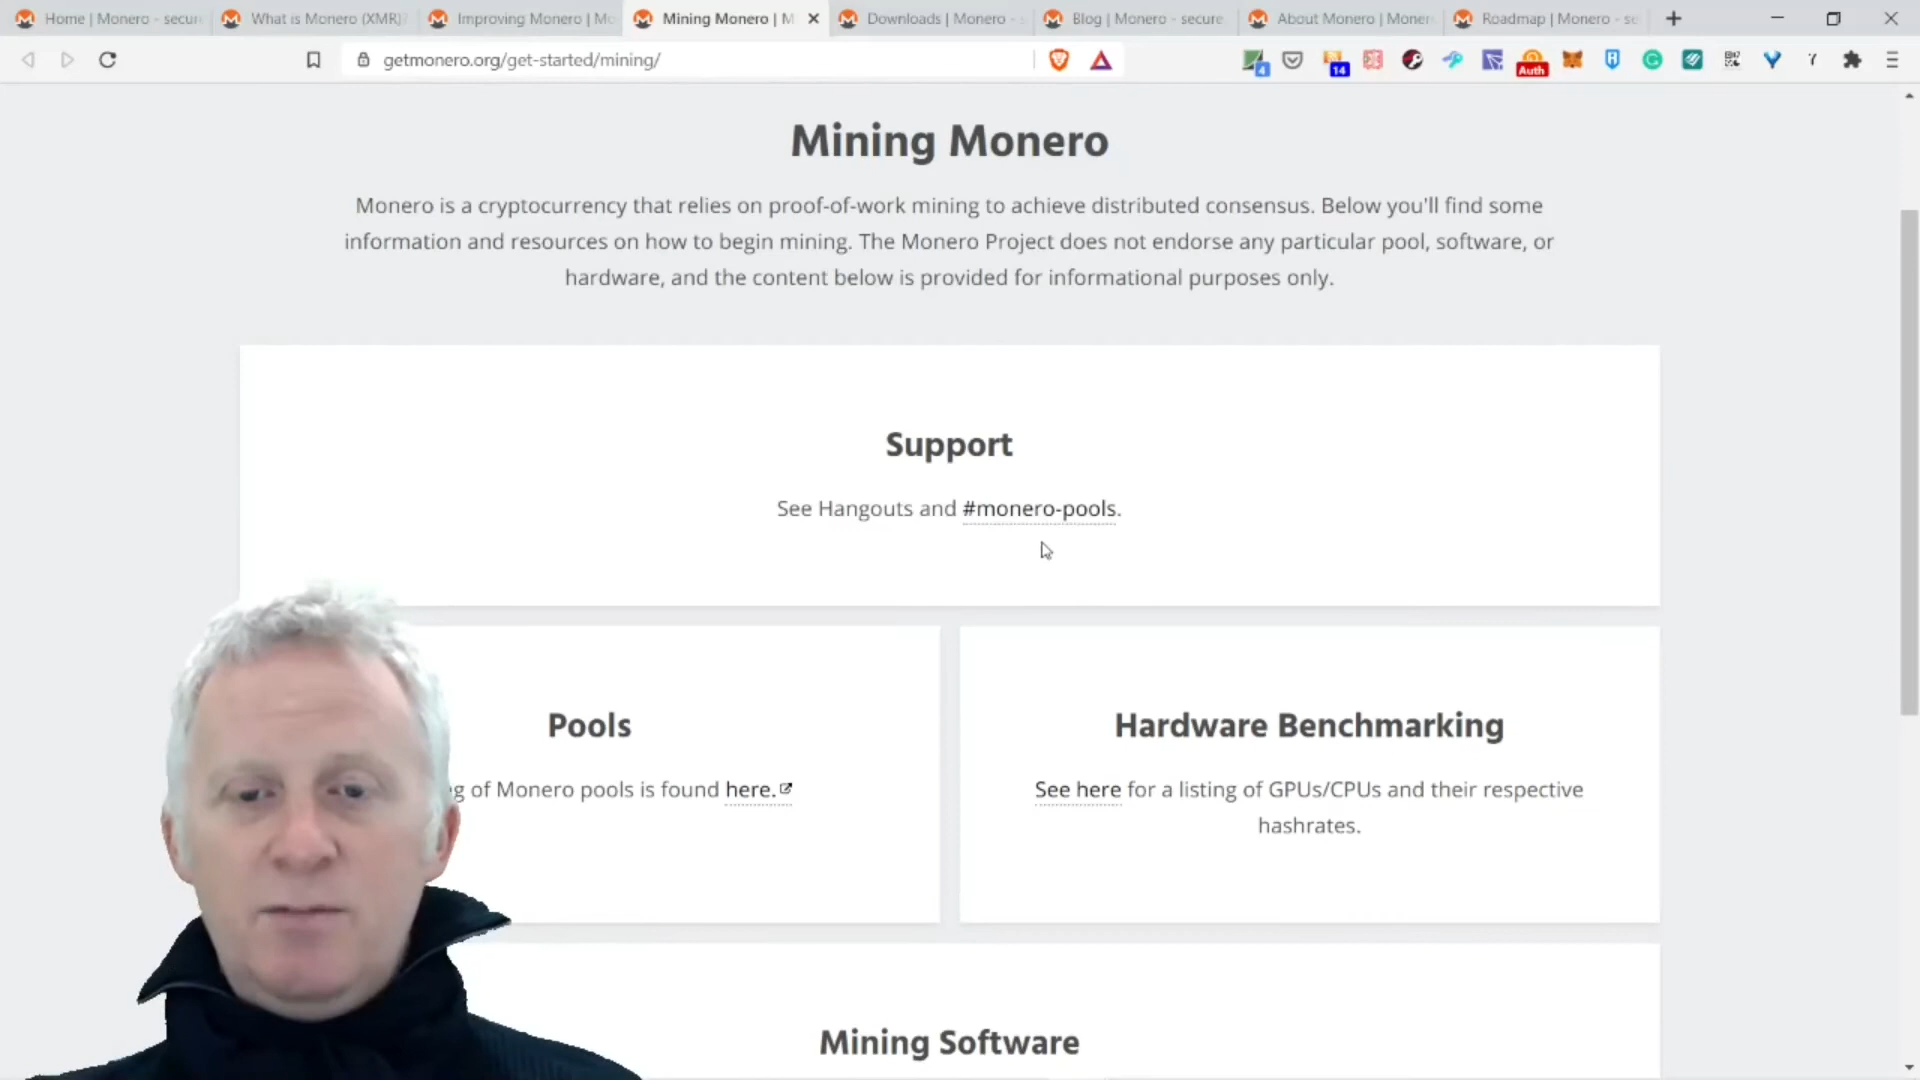 Home | Monero - secur
What is Monero (XMR)?
Improving Monero | Mo
Mining Monero | M
Downloads | Monero - s
Blog | Monero - secure
About Monero | Moner
Roadmap | Monero - se
getmonero.org/get-started/mining/
4
14
Auth
Mining Monero
Monero is a cryptocurrency that relies on proof-of-work mining to achieve distributed consensus. Below you'll find some
information and resources on how to begin mining. The Monero Project does not endorse any particular pool, software, or
hardware, and the content below is provided for informational purposes only.
Support
See Hangouts and #monero-pools.
Pools
g of Monero pools is found here.
Hardware Benchmarking
See here for a listing of GPUs/CPUs and their respective
hashrates.
Mining Software